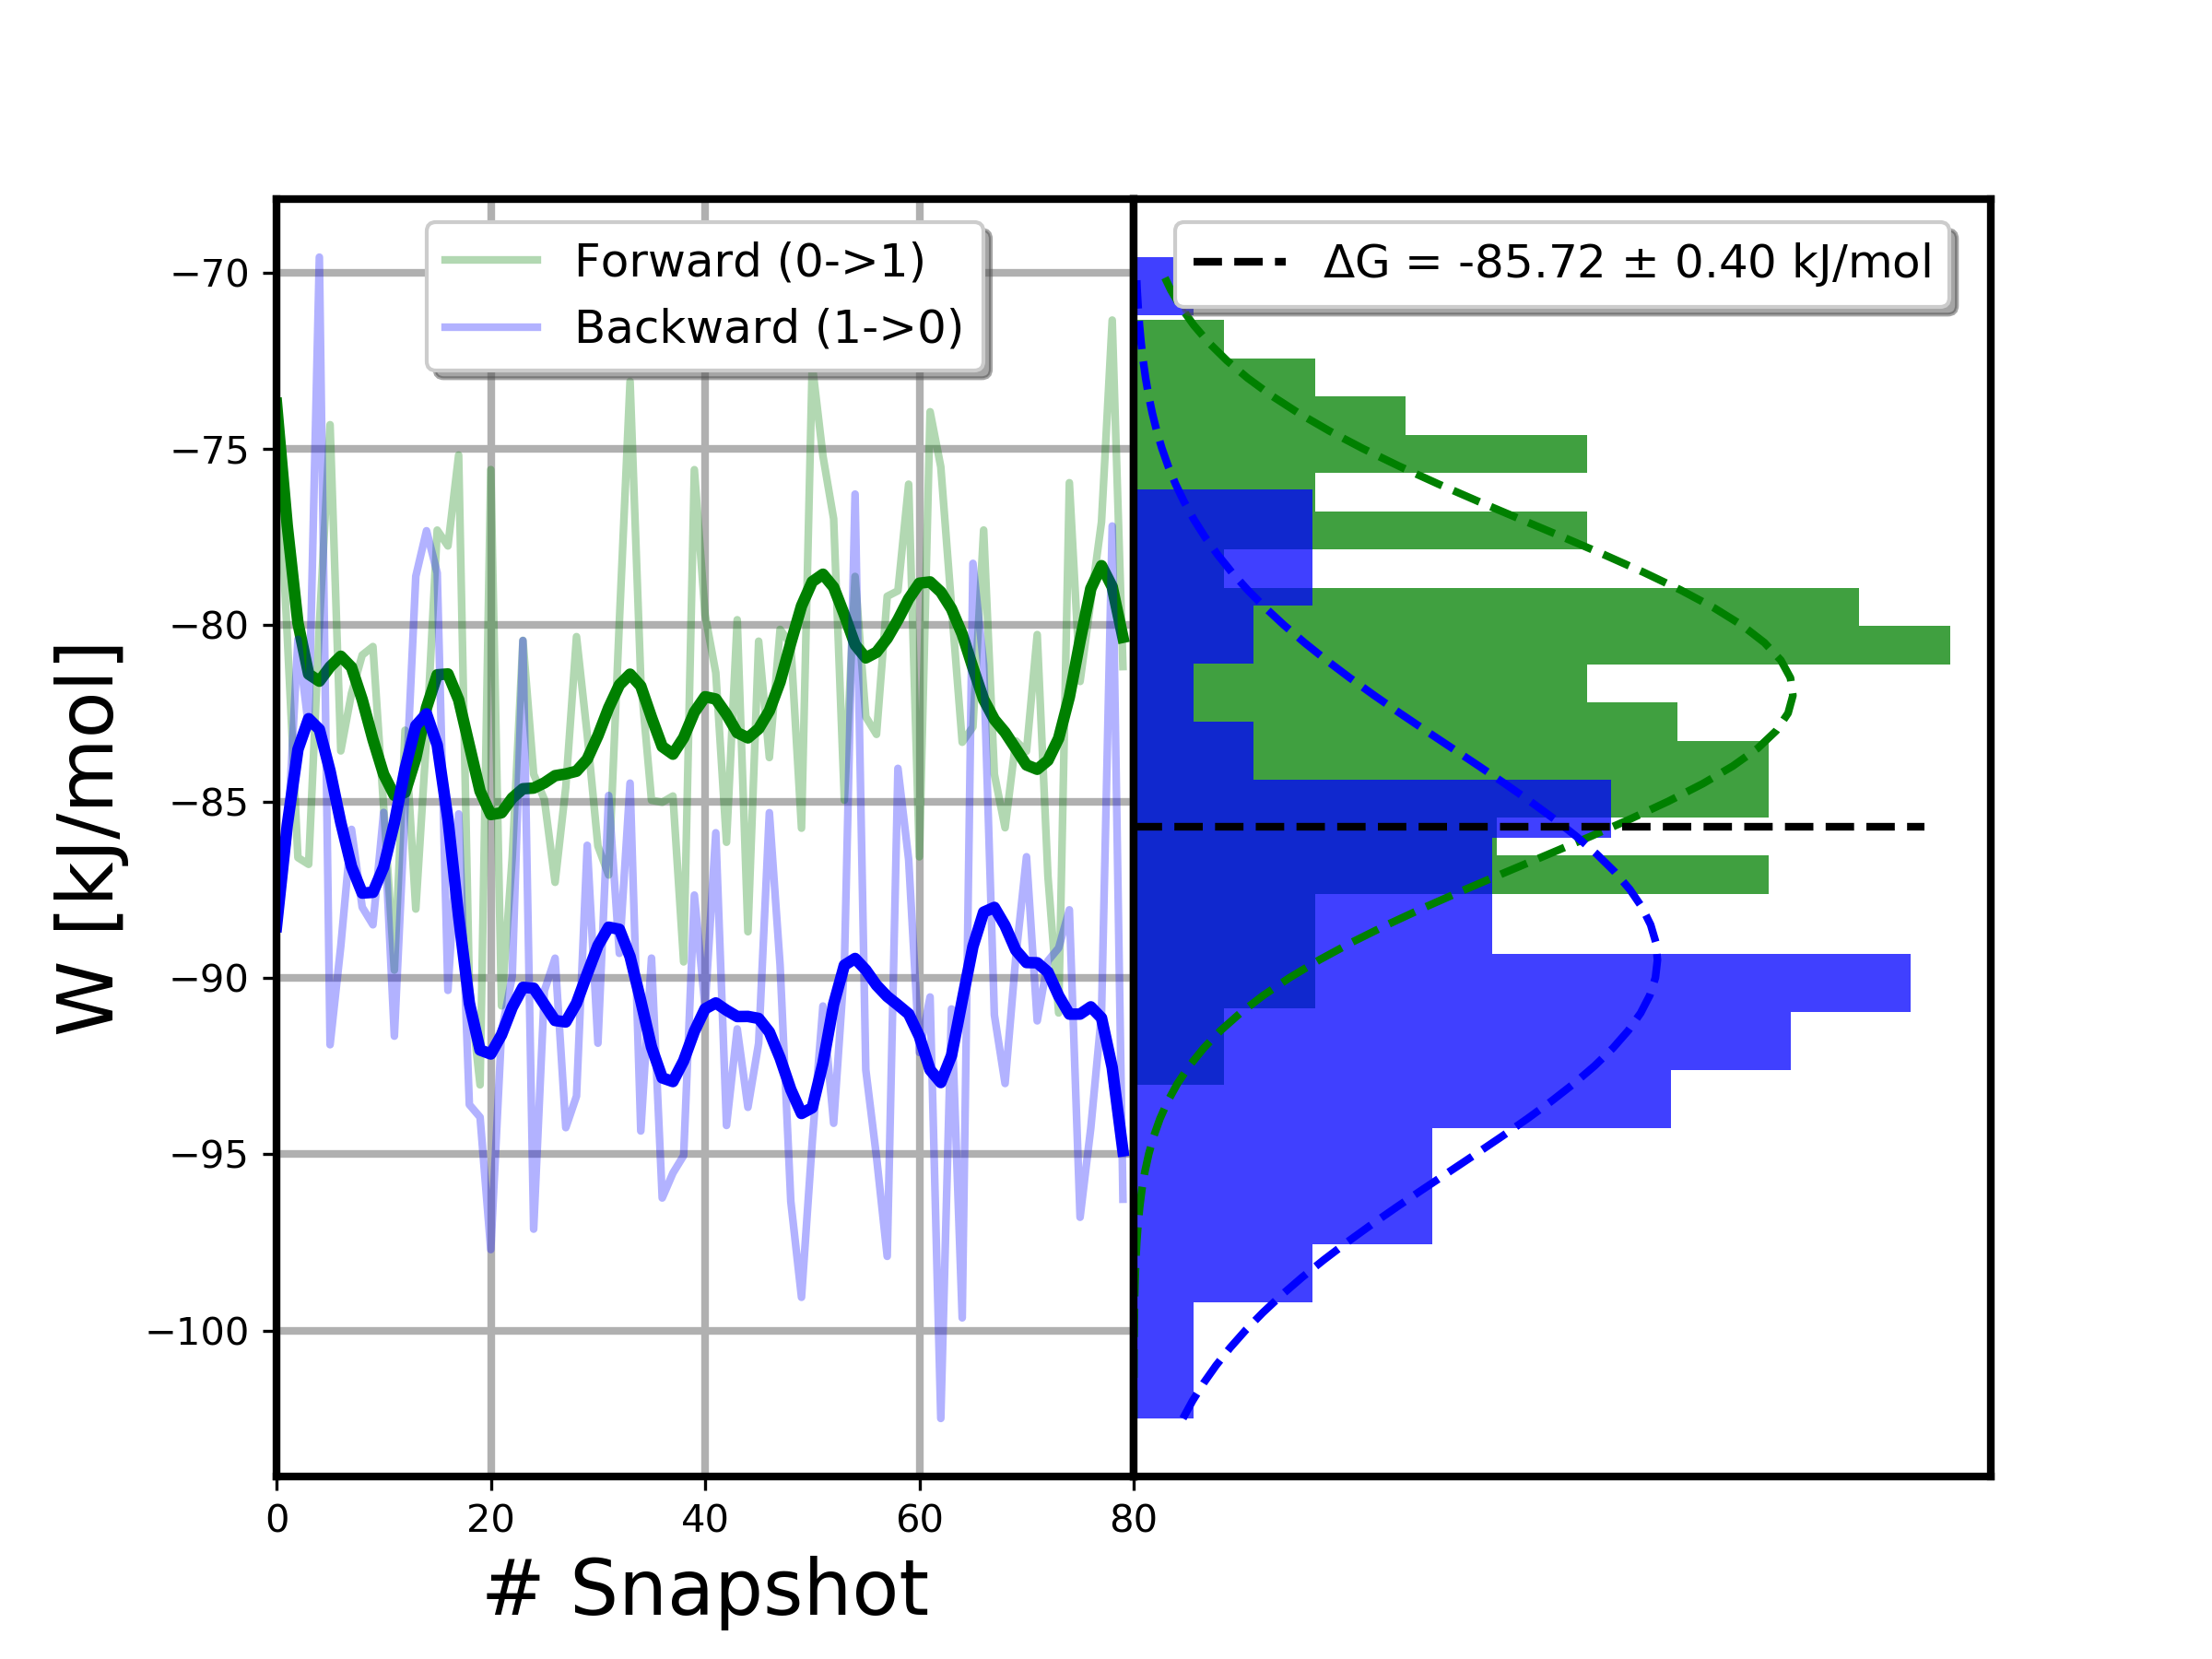 Forward (0->1)
Backward (1->0)
ΔG = -85.72 ± 0.40 kJ/mol
−70
−75
−80
−85
−90
−95
−100
W [kJ/mol]
0 20 40 60 80
# Snapshot